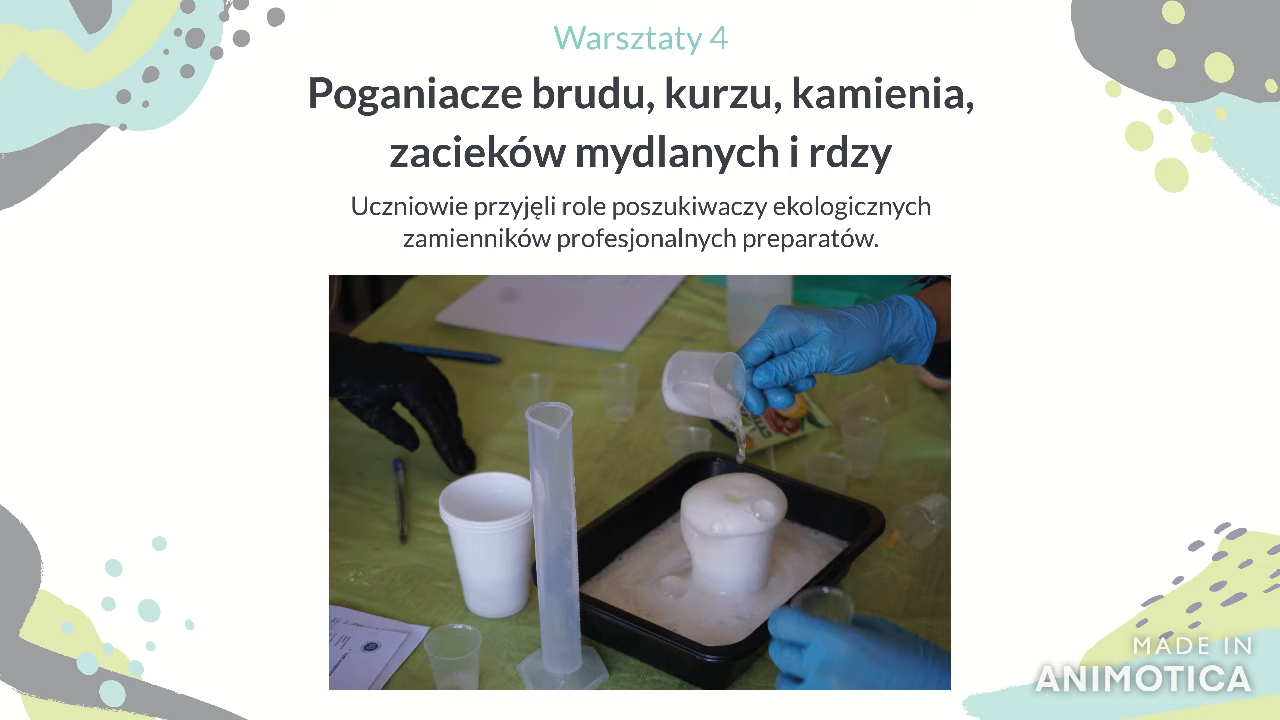 Warsztaty 4
Poganiacze brudu, kurzu, kamienia,
zacieków mydlanych i rdzy
Uczniowie przyjęli role poszukiwaczy ekologicznych
zamienników profesjonalnych preparatów.
MADE IN
ANIMOTICA